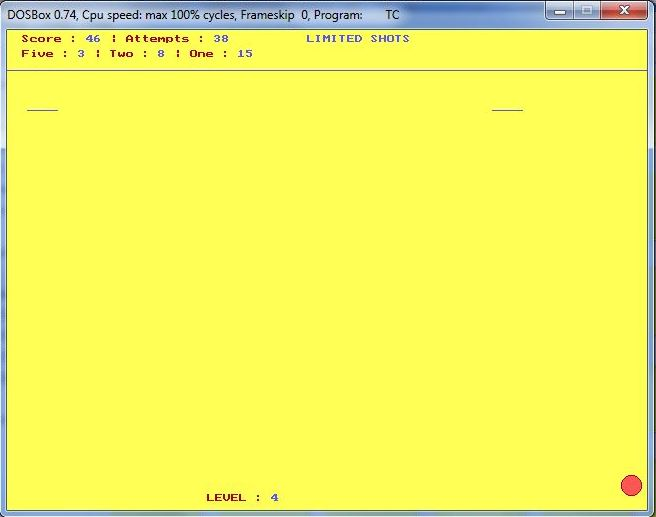 DOSBox 0.74, Cpu speed: max 100% cycles, Frameskip 0, Program: TC
Score : 46 | Attempts : 38 LIMITED SHOTS
Five : 3 | Two : 8 | One : 15
LEVEL : 4